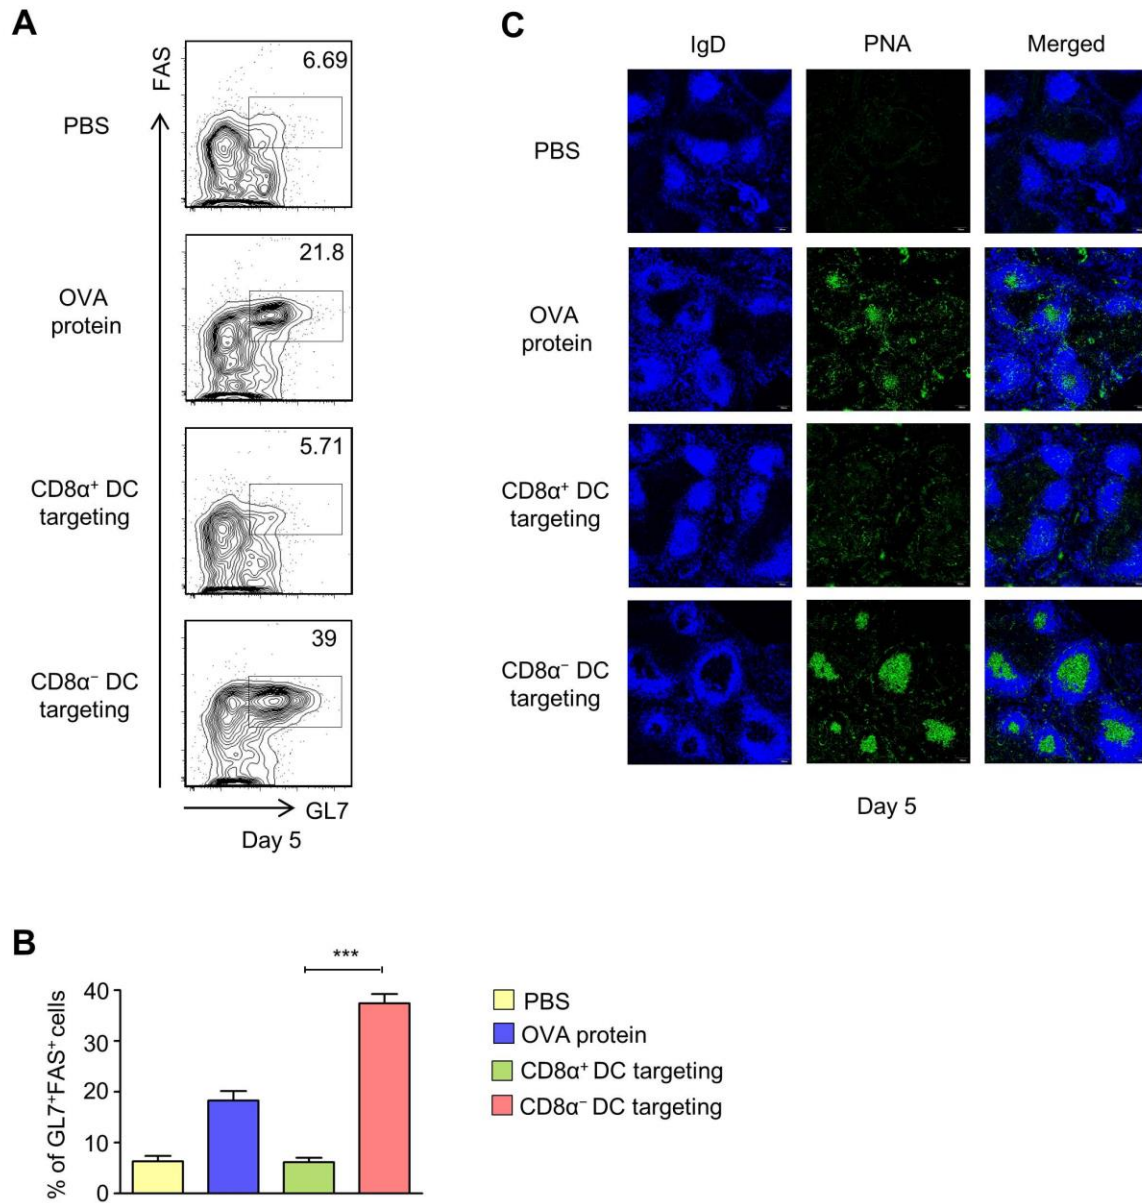 A
FAS
PBS
6.69
OVA
protein
21.8
CD8α⁺ DC
targeting
5.71
CD8α⁻ DC
targeting
39
GL7
Day 5
C
IgD PNA Merged
PBS
OVA
protein
CD8α⁺ DC
targeting
CD8α⁻ DC
targeting
Day 5
B
% of GL7⁺FAS⁺ cells
40
30
20
10
0
***
PBS
OVA protein
CD8α⁺ DC targeting
CD8α⁻ DC targeting